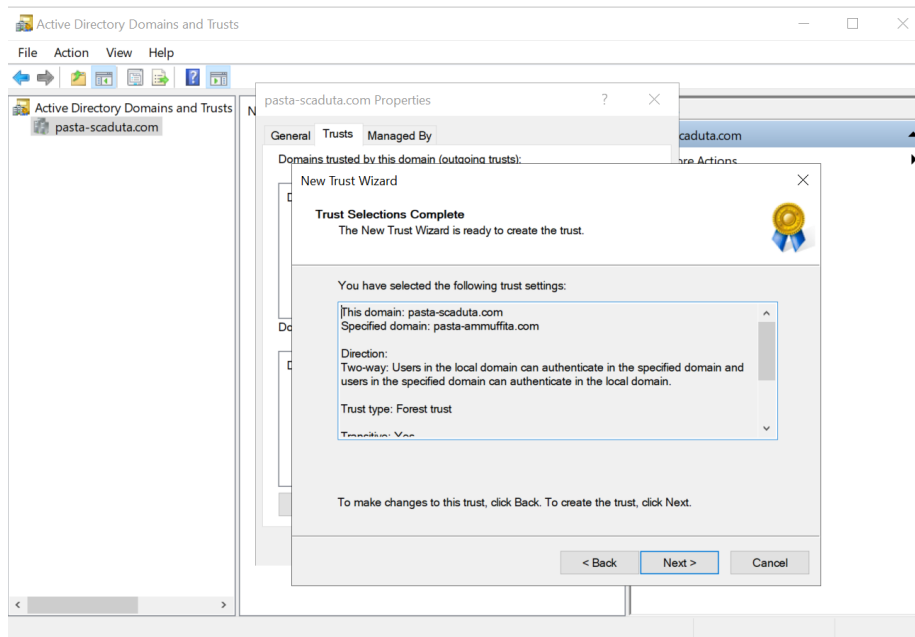 Active Directory Domains and Trusts
File Action View Help
Active Directory Domains and Trusts
pasta-scaduta.com
N
pasta-scaduta.com Properties
General Trusts Managed By
Domains trusted by this domain (outgoing trusts):
caduta.com
ore Actions
New Trust Wizard
Trust Selections Complete
The New Trust Wizard is ready to create the trust.
You have selected the following trust settings:
This domain: pasta-scaduta.com
Specified domain: pasta-ammuffita.com
Direction:
Two-way: Users in the local domain can authenticate in the specified domain and
users in the specified domain can authenticate in the local domain.
Trust type: Forest trust
Transitive: Yes
Do
To make changes to this trust, click Back. To create the trust, click Next.
< Back Next > Cancel